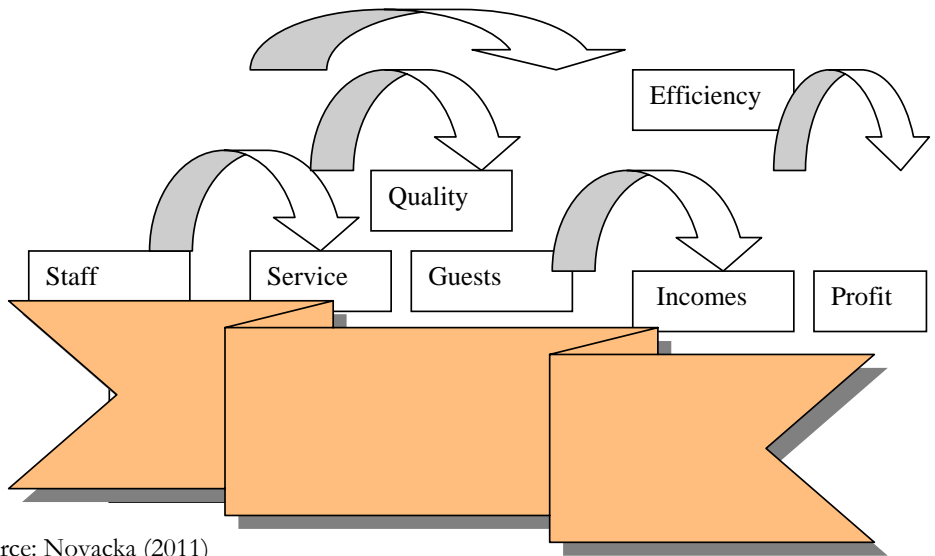 Efficiency
Quality
Staff
Service
Guests
Incomes
Profit
rce: Novacka (2011)